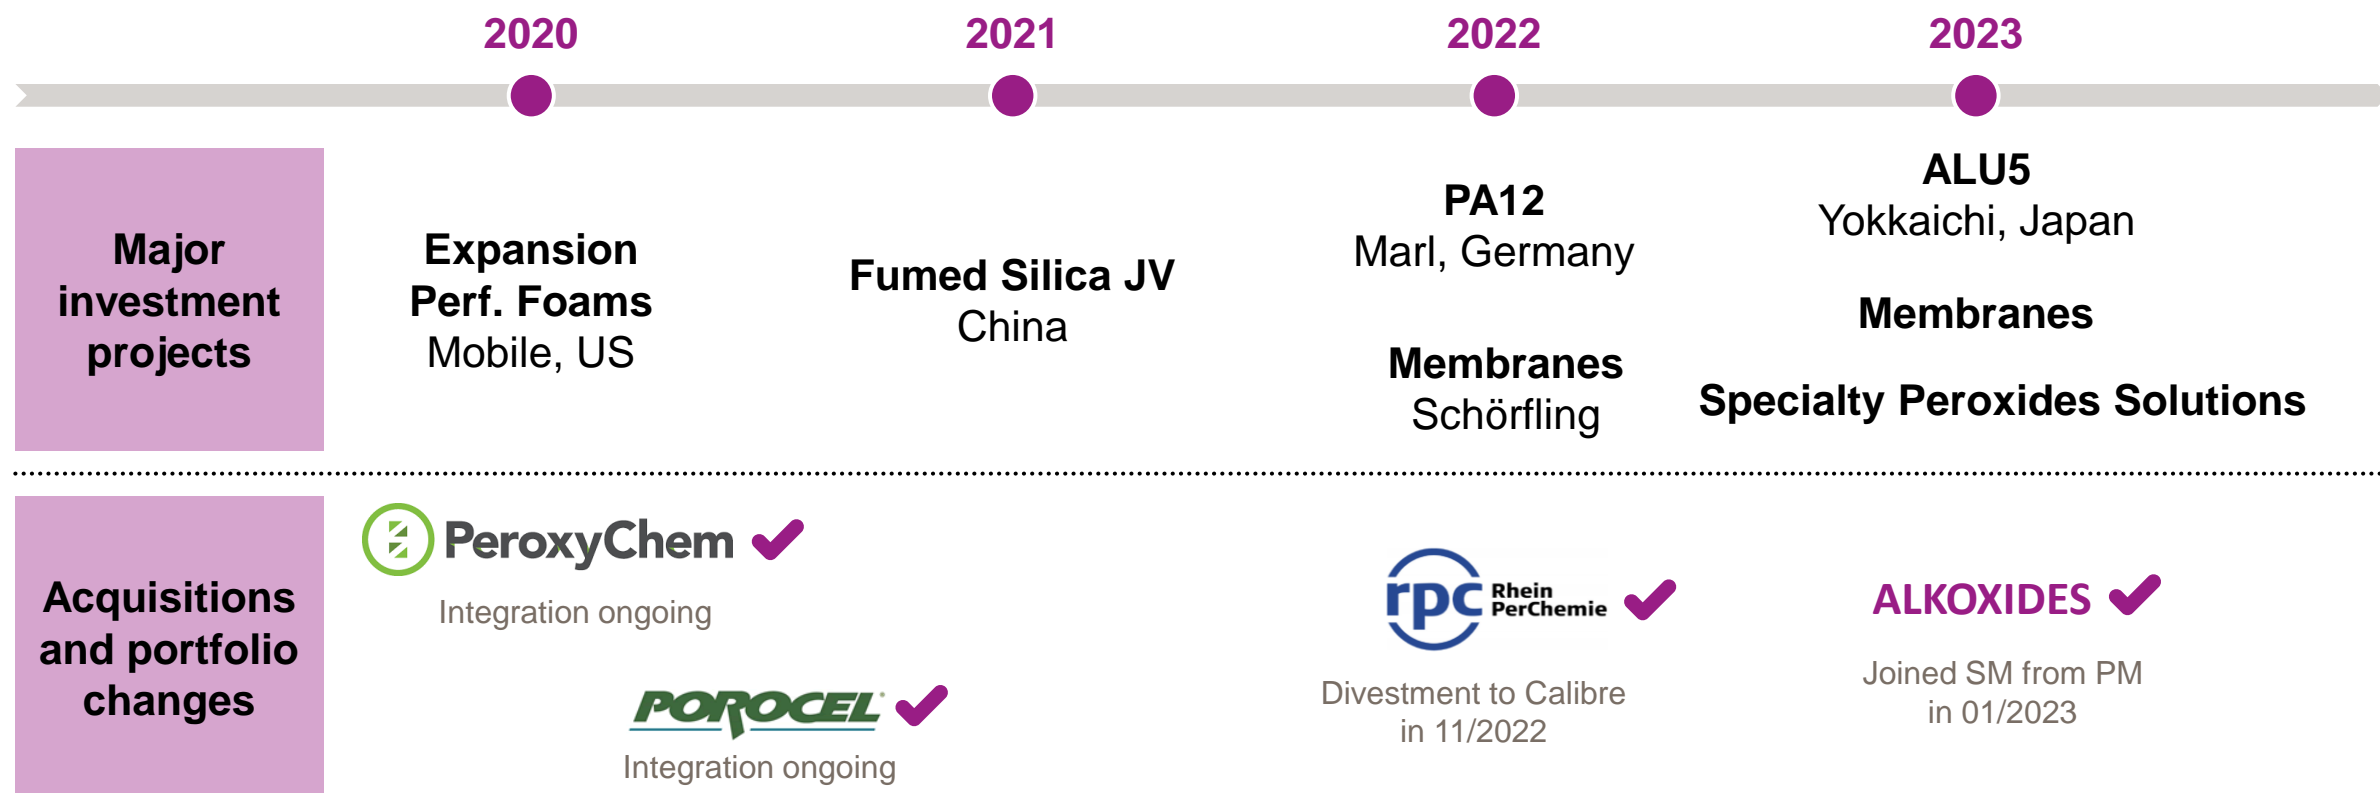 2020
2021
2022
2023
Major
investment
projects
Expansion
Perf. Foams
Mobile, US
Fumed Silica JV
China
PA12
Marl, Germany
Membranes
Schörfling
ALU5
Yokkaichi, Japan
Membranes
Specialty Peroxides Solutions
Acquisitions
and portfolio
changes
PeroxyChem
Integration ongoing
POROCEL
Integration ongoing
rpc Rhein
PerChemie
Divestment to Calibre
in 11/2022
ALKOXIDES
Joined SM from PM
in 01/2023